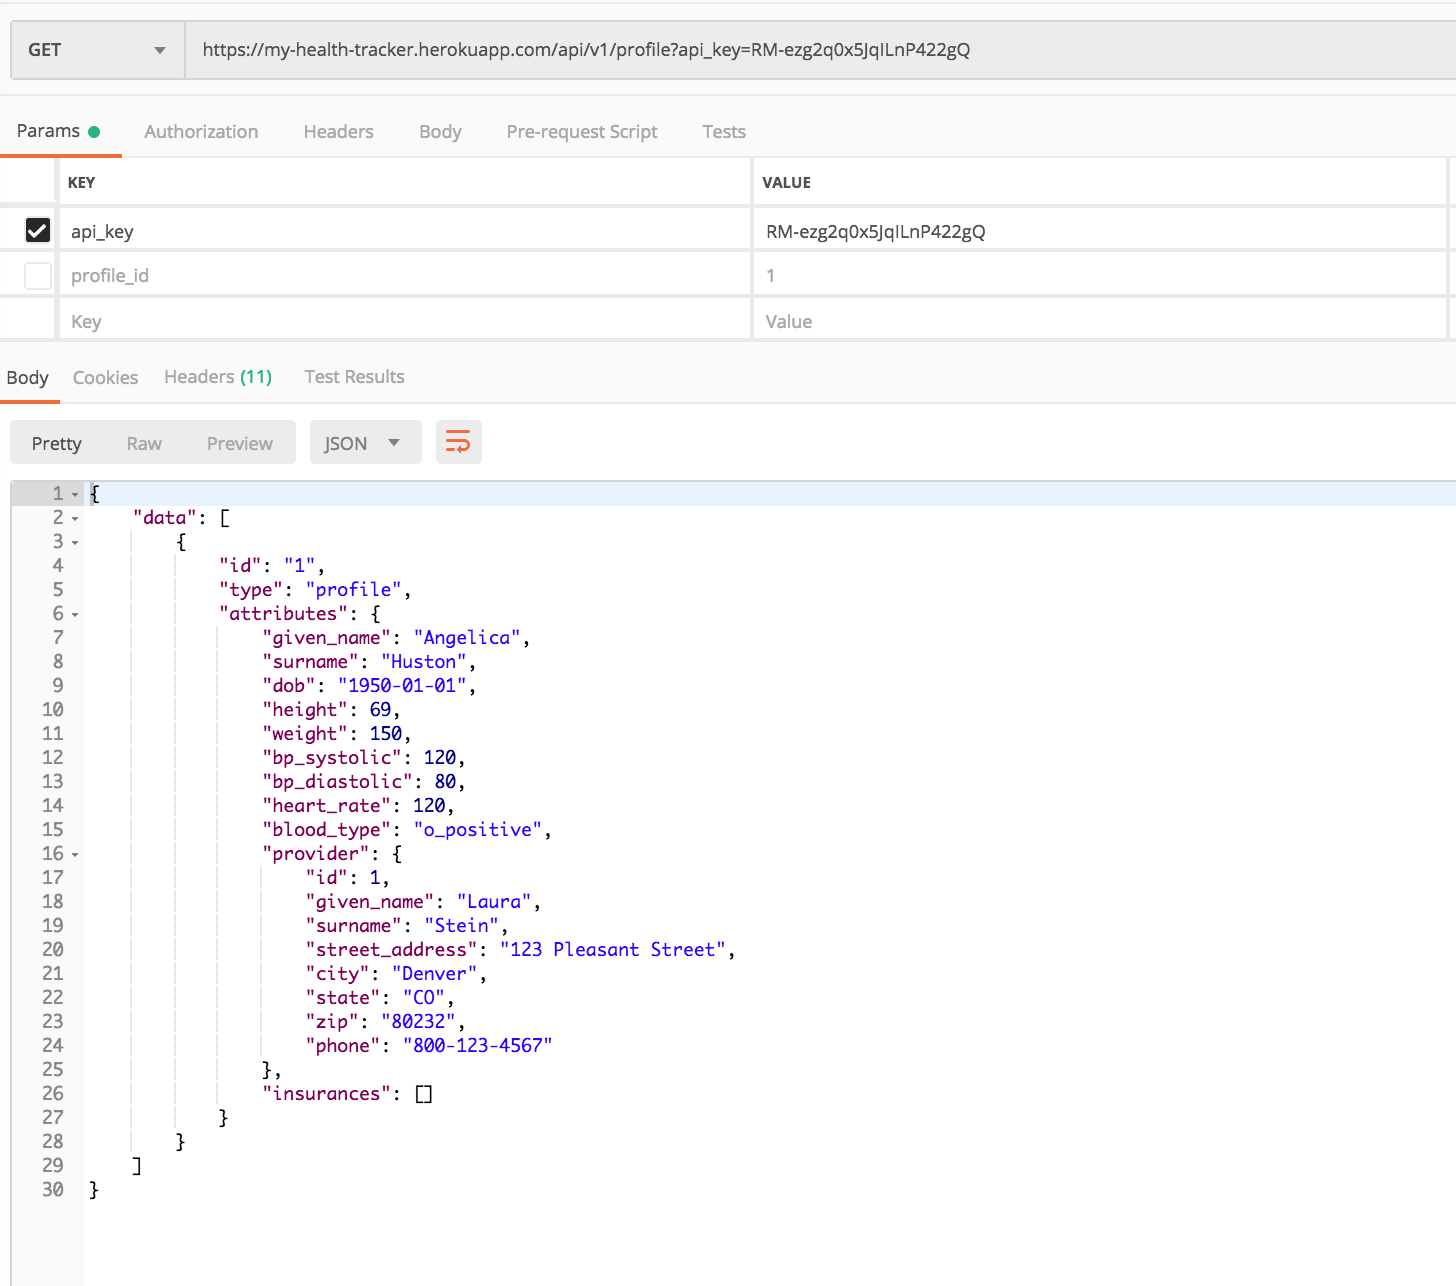 GET https://my-health-tracker.herokuapp.com/api/v1/profile?api_key=RM-ezg2q0x5JqILnP422gQ
Params Authorization Headers Body Pre-request Script Tests
KEY VALUE
api_key RM-ezg2q0x5JqILnP422gQ
profile_id 1
Key Value
Body Cookies Headers (11) Test Results
Pretty Raw Preview JSON
1 {
2 "data": [
3 {
4 "id": "1",
5 "type": "profile",
6 "attributes": {
7 "given_name": "Angelica",
8 "surname": "Huston",
9 "dob": "1950-01-01",
10 "height": 69,
11 "weight": 150,
12 "bp_systolic": 120,
13 "bp_diastolic": 80,
14 "heart_rate": 120,
15 "blood_type": "o_positive",
16 "provider": {
17 "id": 1,
18 "given_name": "Laura",
19 "surname": "Stein",
20 "street_address": "123 Pleasant Street",
21 "city": "Denver",
22 "state": "CO",
23 "zip": "80232",
24 "phone": "800-123-4567"
25 },
26 "insurances": []
27 }
28 }
29 ]
30 }